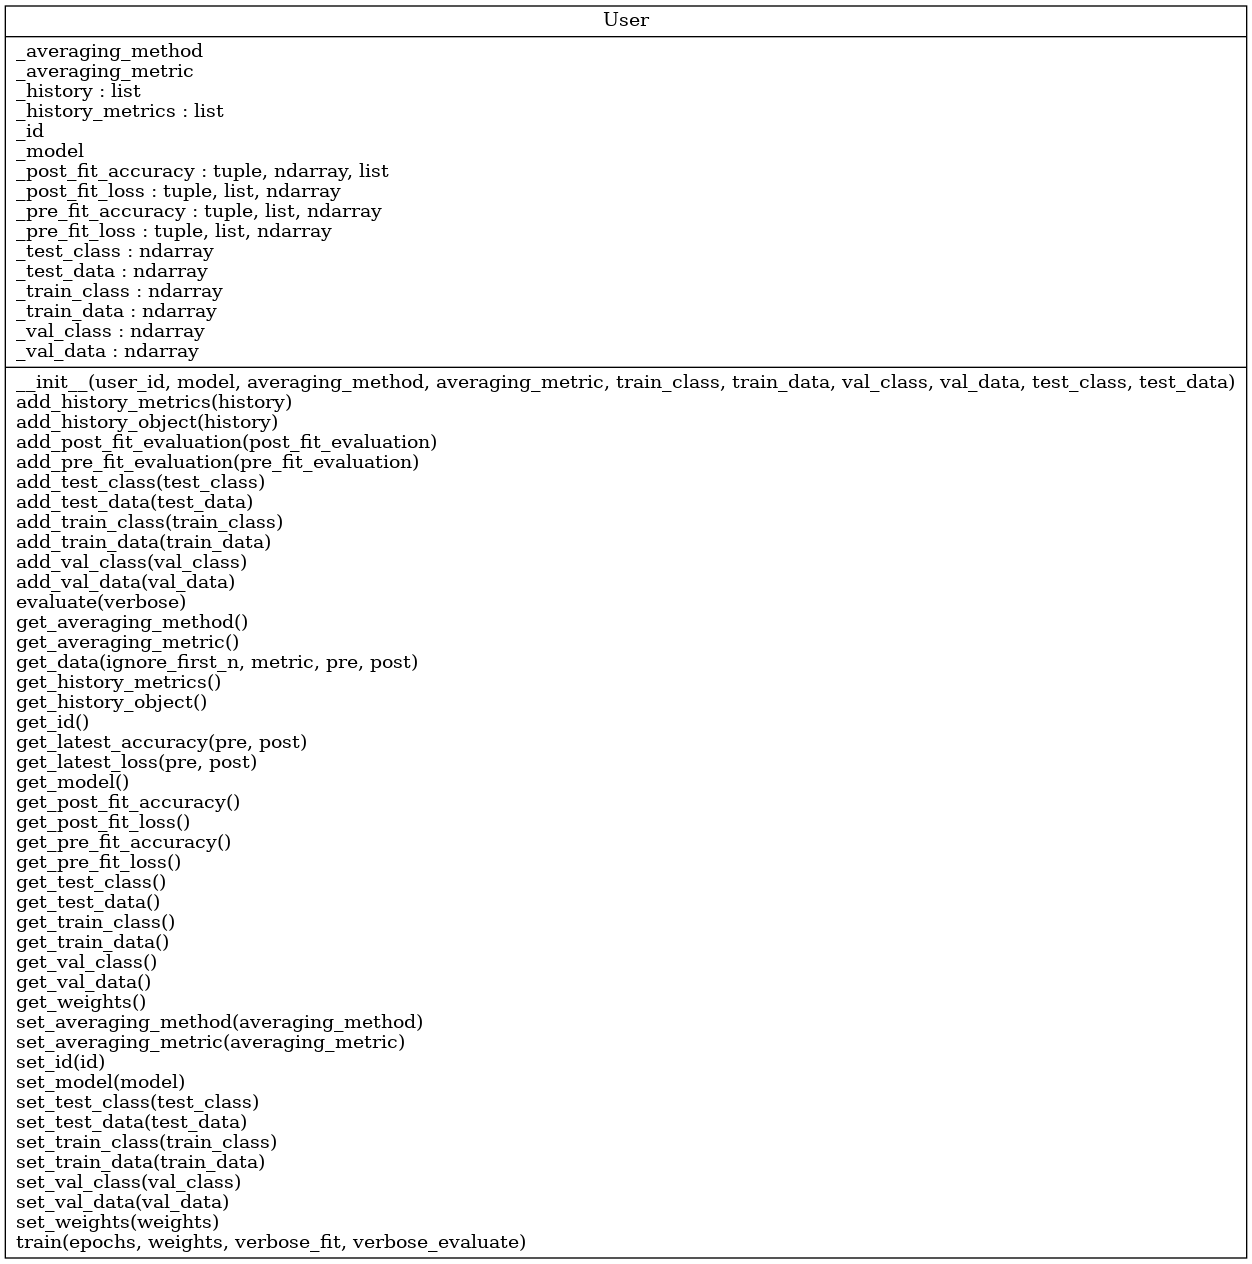 User
_averaging_method
_averaging_metric
_history : list
_history_metrics : list
_id
_model
_post_fit_accuracy : tuple, ndarray, list
_post_fit_loss : tuple, list, ndarray
_pre_fit_accuracy : tuple, list, ndarray
_pre_fit_loss : tuple, list, ndarray
_test_class : ndarray
_test_data : ndarray
_train_class : ndarray
_train_data : ndarray
_val_class : ndarray
_val_data : ndarray
__init__(user_id, model, averaging_method, averaging_metric, train_class, train_data, val_class, val_data, test_class, test_data)
add_history_metrics(history)
add_history_object(history)
add_post_fit_evaluation(post_fit_evaluation)
add_pre_fit_evaluation(pre_fit_evaluation)
add_test_class(test_class)
add_test_data(test_data)
add_train_class(train_class)
add_train_data(train_data)
add_val_class(val_class)
add_val_data(val_data)
evaluate(verbose)
get_averaging_method()
get_averaging_metric()
get_data(ignore_first_n, metric, pre, post)
get_history_metrics()
get_history_object()
get_id()
get_latest_accuracy(pre, post)
get_latest_loss(pre, post)
get_model()
get_post_fit_accuracy()
get_post_fit_loss()
get_pre_fit_accuracy()
get_pre_fit_loss()
get_test_class()
get_test_data()
get_train_class()
get_train_data()
get_val_class()
get_val_data()
get_weights()
set_averaging_method(averaging_method)
set_averaging_metric(averaging_metric)
set_id(id)
set_model(model)
set_test_class(test_class)
set_test_data(test_data)
set_train_class(train_class)
set_train_data(train_data)
set_val_class(val_class)
set_val_data(val_data)
set_weights(weights)
train(epochs, weights, verbose_fit, verbose_evaluate)